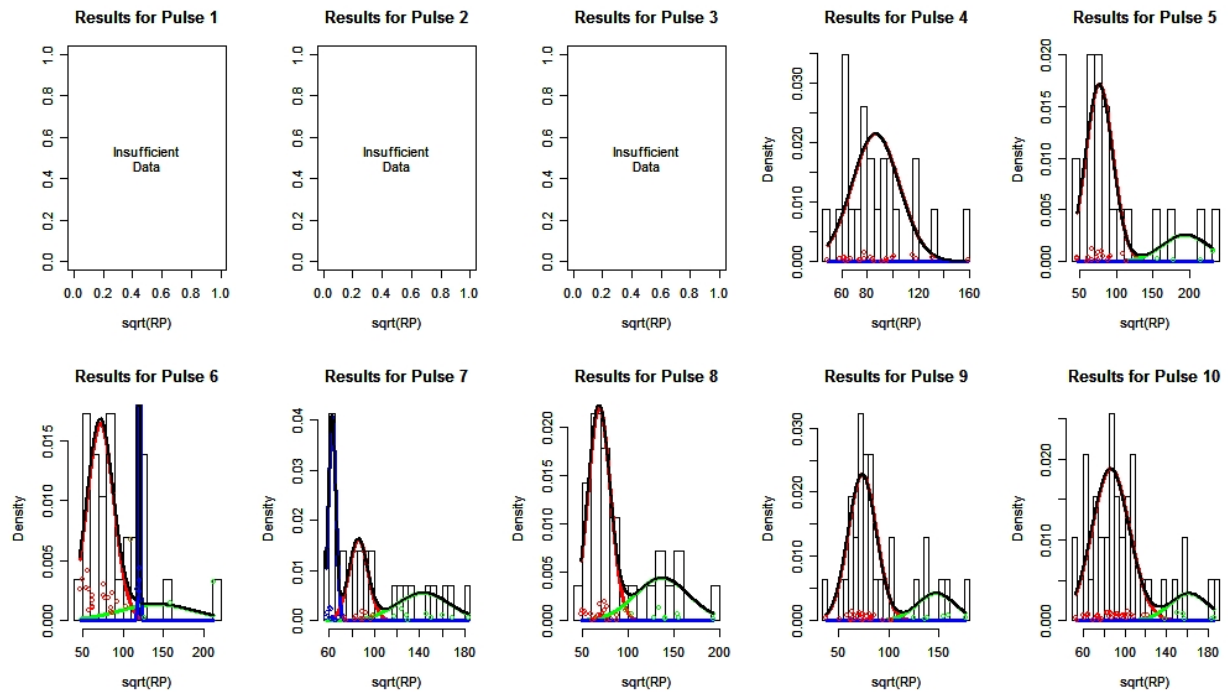 Results for Pulse 1
1.0
0.8
0.6
0.4
0.2
0.0
Insufficient
Data
0.0 0.2 0.4 0.6 0.8 1.0
sqrt(RP)
Results for Pulse 2
1.0
0.8
0.6
0.4
0.2
0.0
Insufficient
Data
0.0 0.2 0.4 0.6 0.8 1.0
sqrt(RP)
Results for Pulse 3
1.0
0.8
0.6
0.4
0.2
0.0
Insufficient
Data
0.0 0.2 0.4 0.6 0.8 1.0
sqrt(RP)
Results for Pulse 4
Density
0.030
0.020
0.010
0.000
60 80 120 160
sqrt(RP)
Results for Pulse 5
Density
0.020
0.015
0.010
0.005
0.000
50 100 150 200
sqrt(RP)
Results for Pulse 6
Density
0.015
0.010
0.005
0.000
50 100 150 200
sqrt(RP)
Results for Pulse 7
Density
0.04
0.03
0.02
0.01
0.00
60 80 100 140 180
sqrt(RP)
Results for Pulse 8
Density
0.020
0.015
0.010
0.005
0.000
50 100 150 200
sqrt(RP)
Results for Pulse 9
Density
0.030
0.020
0.010
0.000
50 100 150
sqrt(RP)
Results for Pulse 10
Density
0.020
0.010
0.000
60 100 140 180
sqrt(RP)